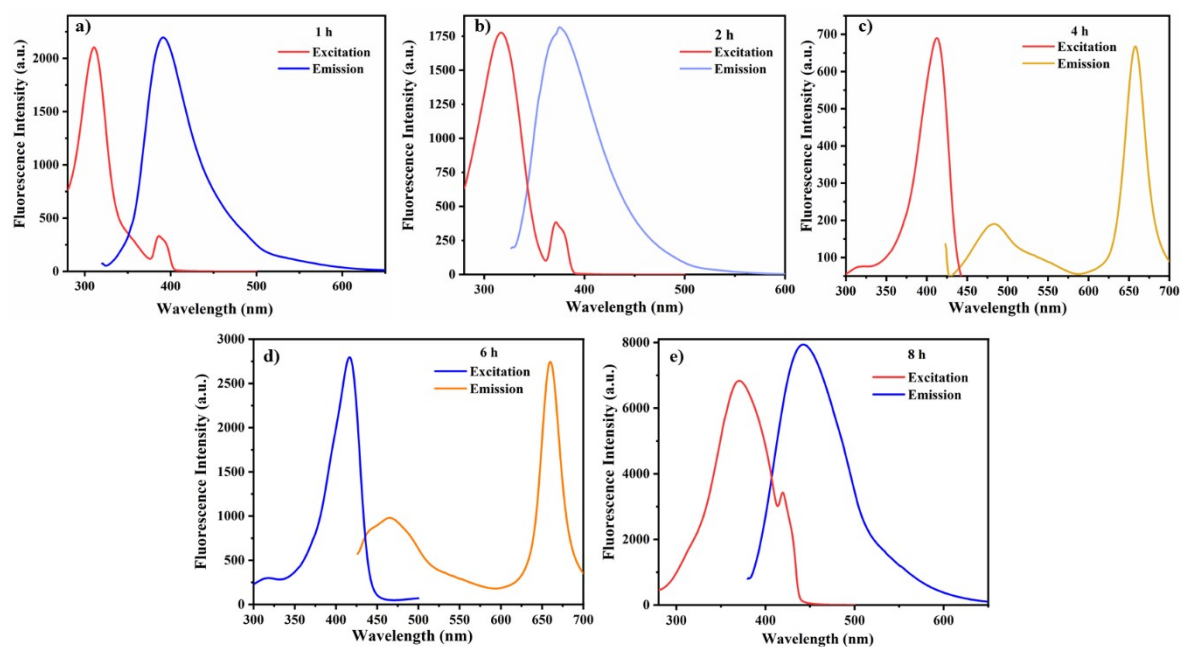 a)
1 h
Excitation
Emission
Fluorescence Intensity (a.u.)
2250
2000
1750
1500
1250
1000
750
500
250
0
300
400
500
600
Wavelength (nm)
b)
2 h
Excitation
Emission
Fluorescence Intensity (a.u.)
1750
1500
1250
1000
750
500
250
0
300
400
500
600
Wavelength (nm)
c)
4 h
Excitation
Emission
Fluorescence Intensity (a.u.)
700
600
500
400
300
200
100
300
350
400
450
500
550
600
650
700
Wavelength (nm)
d)
6 h
Excitation
Emission
Fluorescence Intensity (a.u.)
3000
2500
2000
1500
1000
500
0
300
350
400
450
500
550
600
650
700
Wavelength (nm)
e)
8 h
Excitation
Emission
Fluorescence Intensity (a.u.)
8000
6000
4000
2000
0
300
400
500
600
Wavelength (nm)